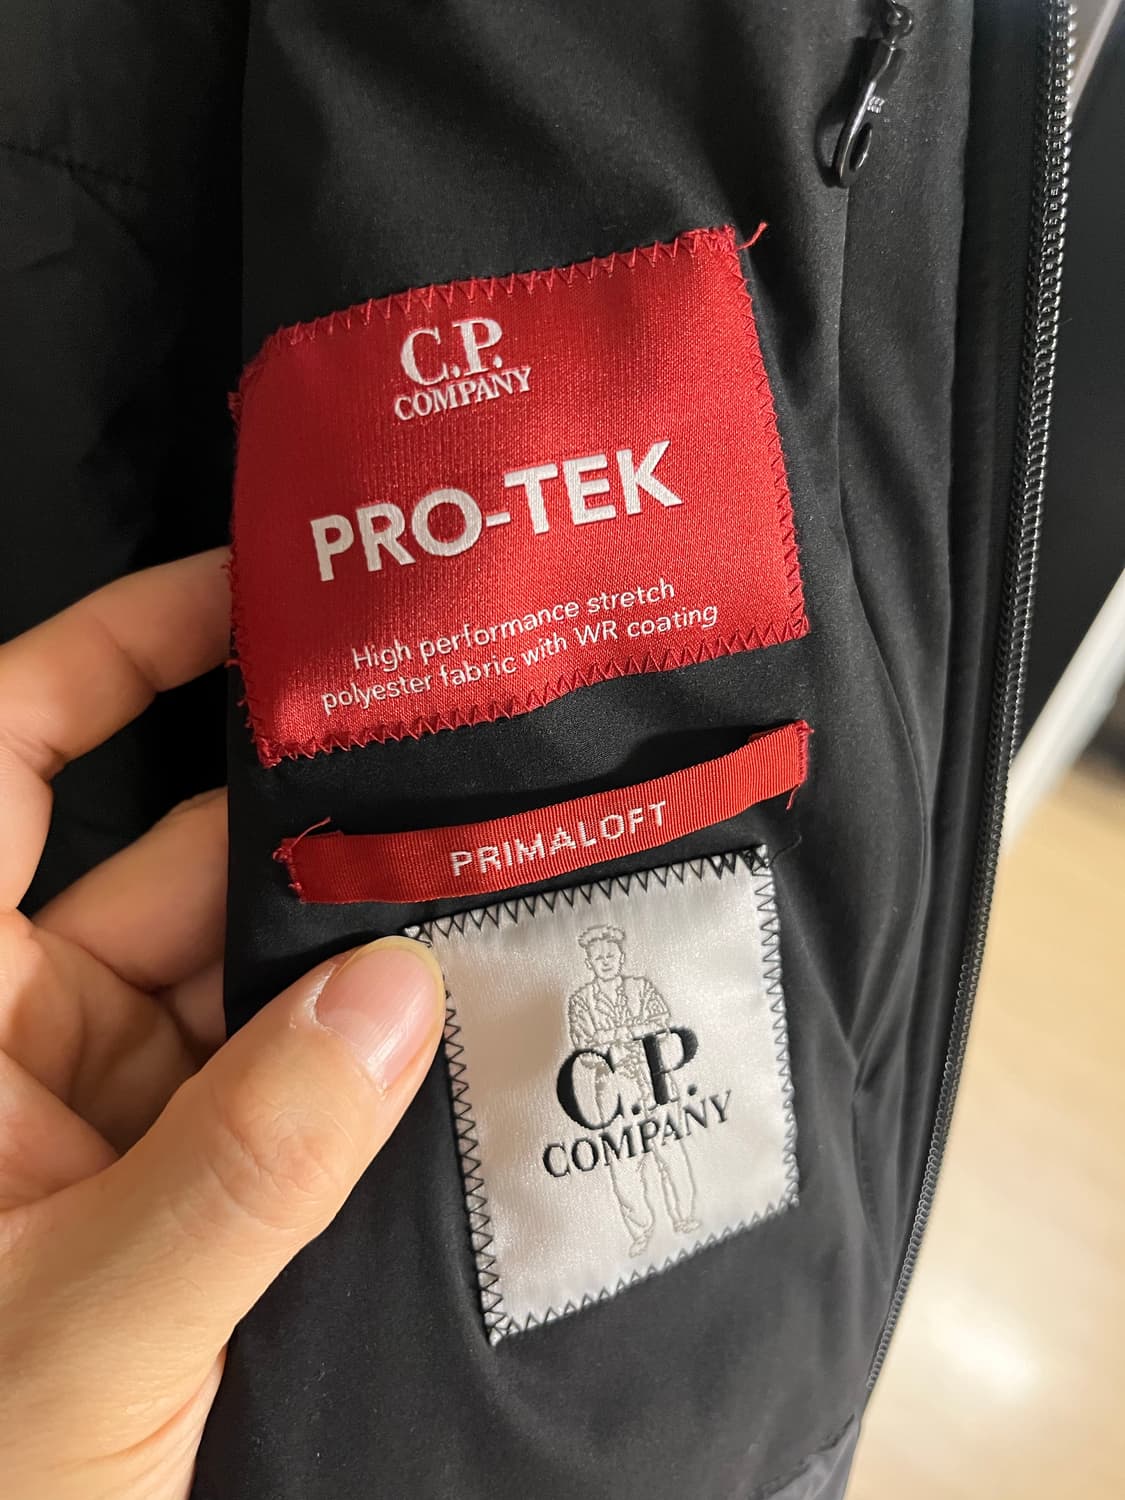 C.P.
COMPANY
PRO-TEK
High performance stretch
polyester fabric with WR coating
PRIMALOFT
C.P.
COMPANY